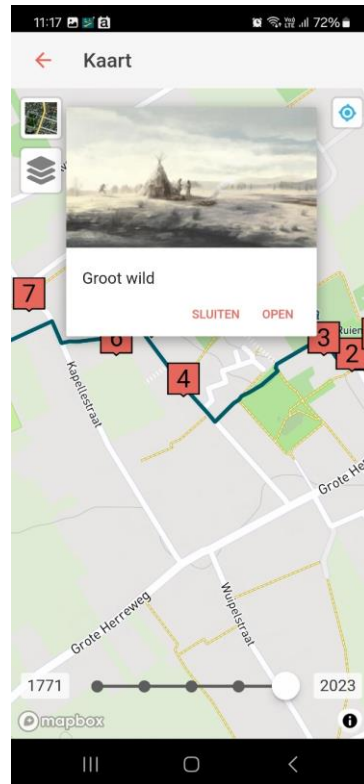 11:17
72%
Kaart
Groot wild
SLUITEN OPEN
7
6
4
3
2
Ruien
Kapellestraat
Grote Herreweg
Grote He
Wuipelstraat
1771 2023
mapbox